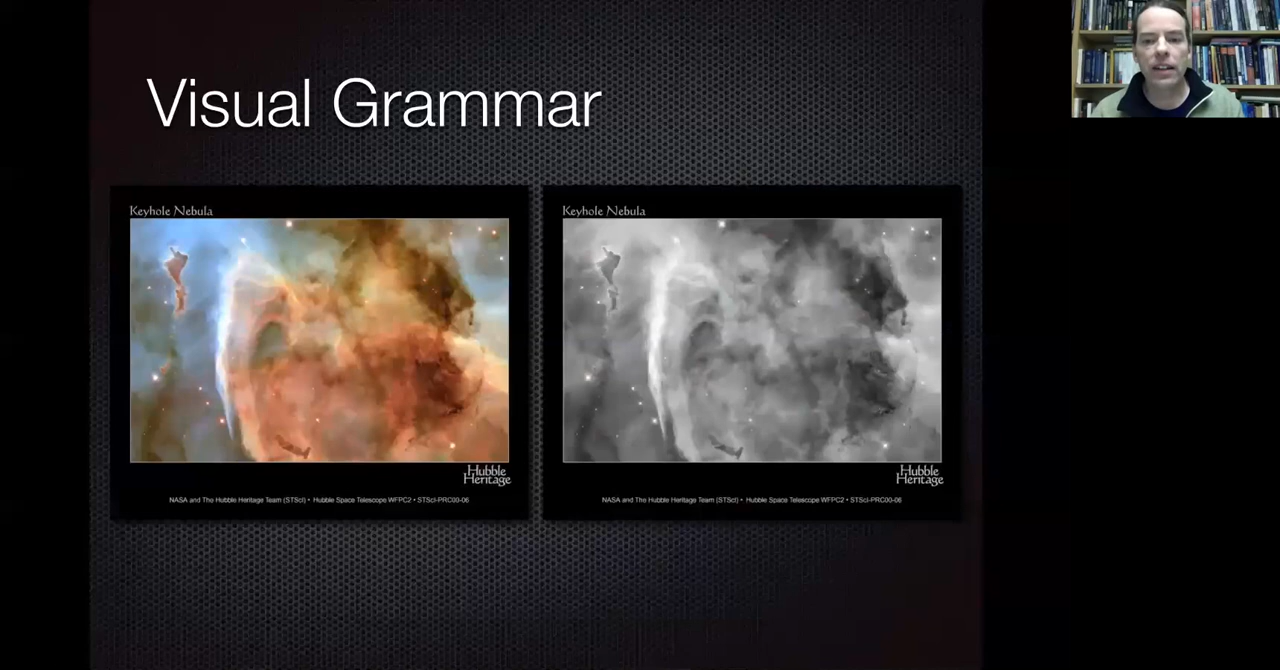 Visual Grammar
Keyhole Nebula
Hubble
Heritage
NASA and The Hubble Heritage Team (STScI) • Hubble Space Telescope WFPC2 • STScI-PRC00-06
Keyhole Nebula
Hubble
Heritage
NASA and The Hubble Heritage Team (STScI) • Hubble Space Telescope WFPC2 • STScI-PRC00-06